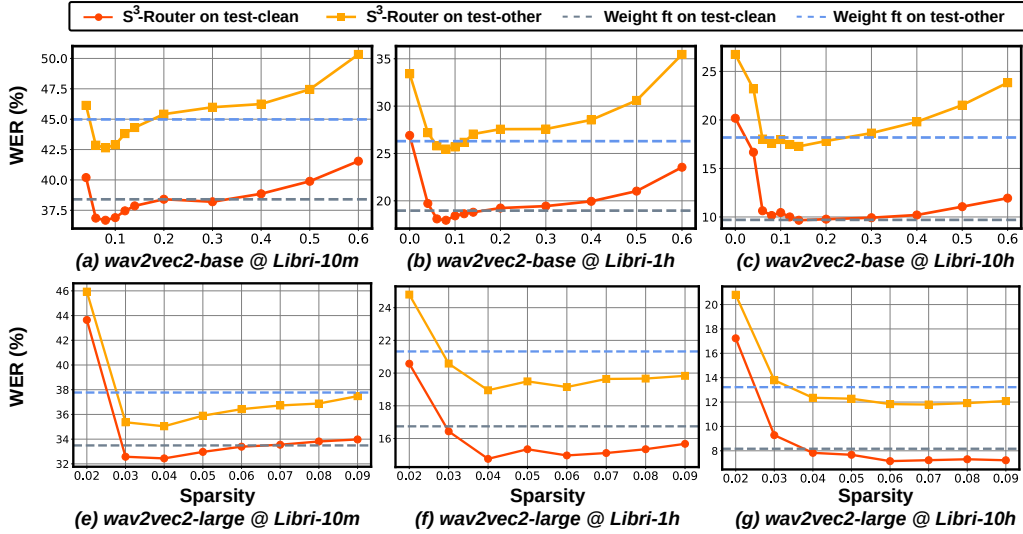 S³-Router on test-clean S³-Router on test-other Weight ft on test-clean Weight ft on test-other
WER (%)
50.0
47.5
45.0
42.5
40.0
37.5
0.1 0.2 0.3 0.4 0.5 0.6
(a) wav2vec2-base @ Libri-10m
35
30
25
20
0.0 0.1 0.2 0.3 0.4 0.5 0.6
(b) wav2vec2-base @ Libri-1h
25
20
15
10
0.0 0.1 0.2 0.3 0.4 0.5 0.6
(c) wav2vec2-base @ Libri-10h
WER (%)
46
44
42
40
38
36
34
32
0.02 0.03 0.04 0.05 0.06 0.07 0.08 0.09
Sparsity
(e) wav2vec2-large @ Libri-10m
24
22
20
18
16
0.02 0.03 0.04 0.05 0.06 0.07 0.08 0.09
Sparsity
(f) wav2vec2-large @ Libri-1h
20
18
16
14
12
10
8
0.02 0.03 0.04 0.05 0.06 0.07 0.08 0.09
Sparsity
(g) wav2vec2-large @ Libri-10h